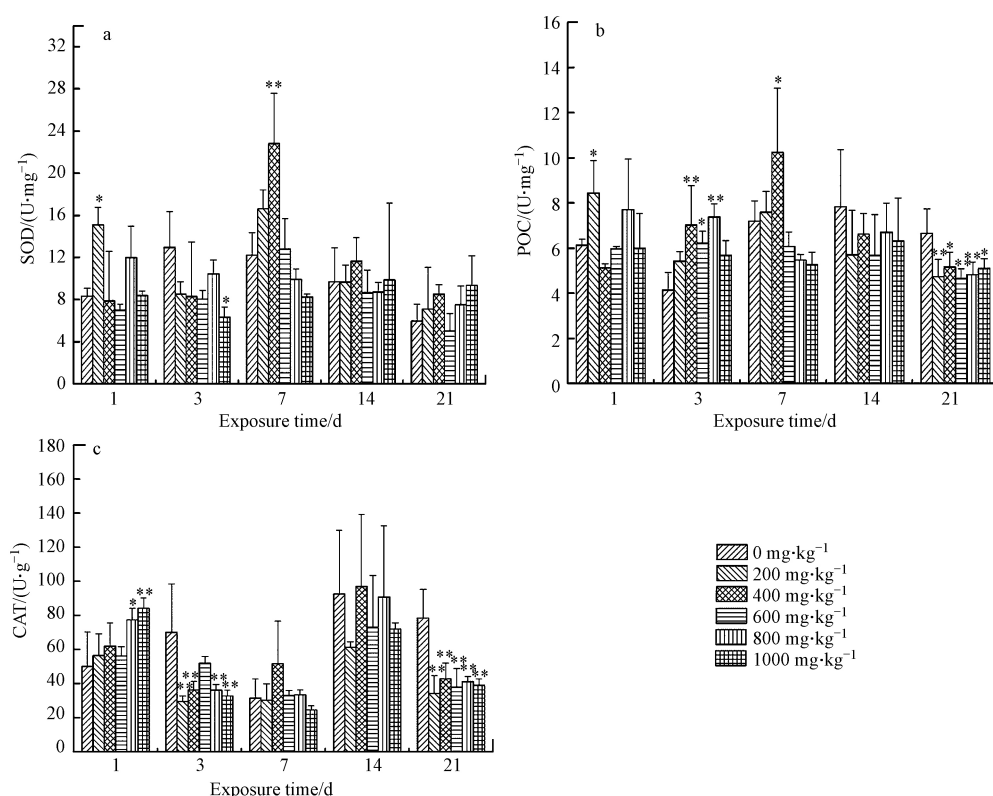 a
SOD/(U·mg⁻¹)
32
28
24
20
16
12
8
4
0
*
*
**
1 3 7 14 21
Exposure time/d
b
POC/(U·mg⁻¹)
16
14
12
10
8
6
4
2
0
*
**
*
**
*
** * ** ** *
1 3 7 14 21
Exposure time/d
c
CAT/(U·g⁻¹)
180
160
140
120
100
80
60
40
20
0
* **
** ** ** **
** ** ** ** **
1 3 7 14 21
Exposure time/d
0 mg·kg⁻¹
200 mg·kg⁻¹
400 mg·kg⁻¹
600 mg·kg⁻¹
800 mg·kg⁻¹
1000 mg·kg⁻¹